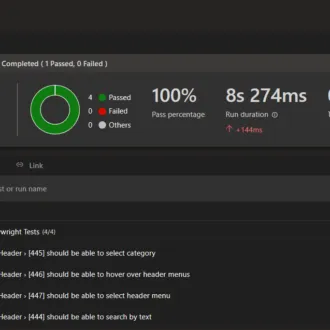 Completed ( 1 Passed, 0 Failed )
4 Passed
0 Failed
0 Others
100%
Pass percentage
8s 274ms
Run duration
+144ms
Link
or run name
Tests (4/4)
Header › [445] should be able to select category
Header › [446] should be able to hover over header menus
Header › [447] should be able to select header menu
Header › [444] should be able to search by text